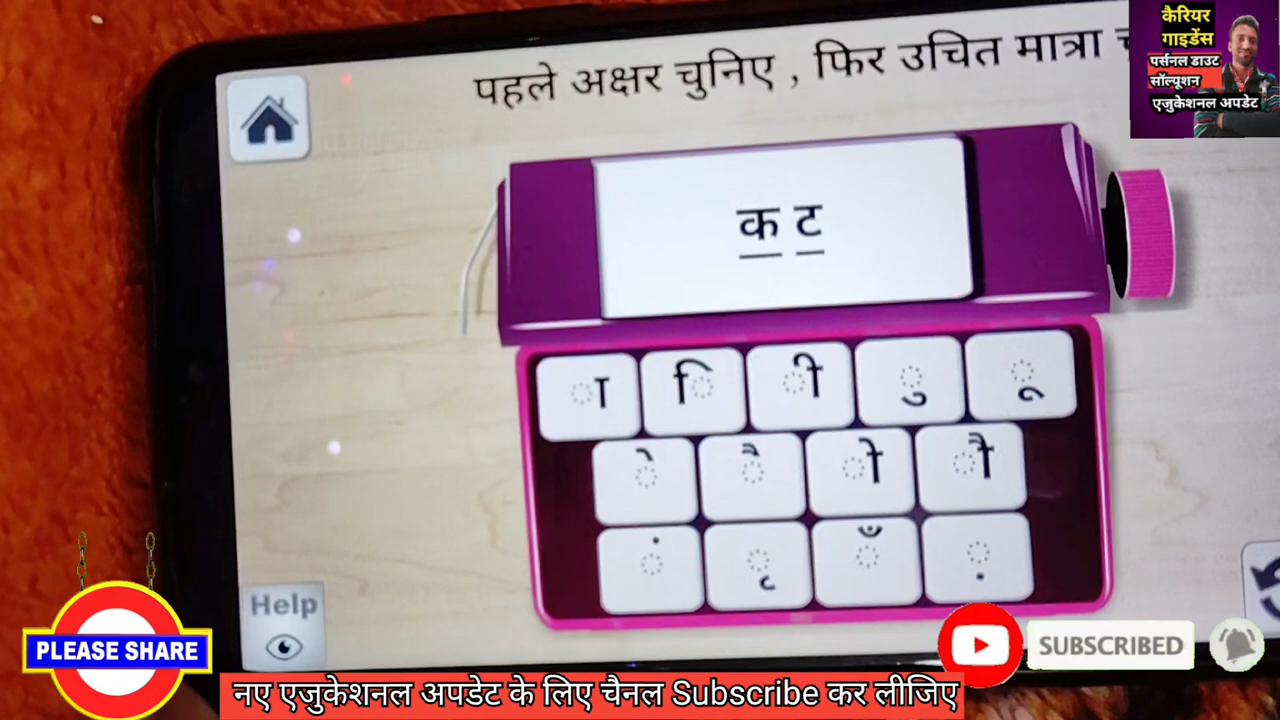 पहले अक्षर चुनिए , फिर उचित मात्रा
कैरियर
गाइडेंस
पर्सनल डाउट
सॉल्यूशन
एजुकेशनल अपडेट
क ट
ा ि ी ु ू
े ै ो ौ
ं ृ ँ ़
Help
PLEASE SHARE
SUBSCRIBED
नए एजुकेशनल अपडेट के लिए चैनल Subscribe कर लीजिए